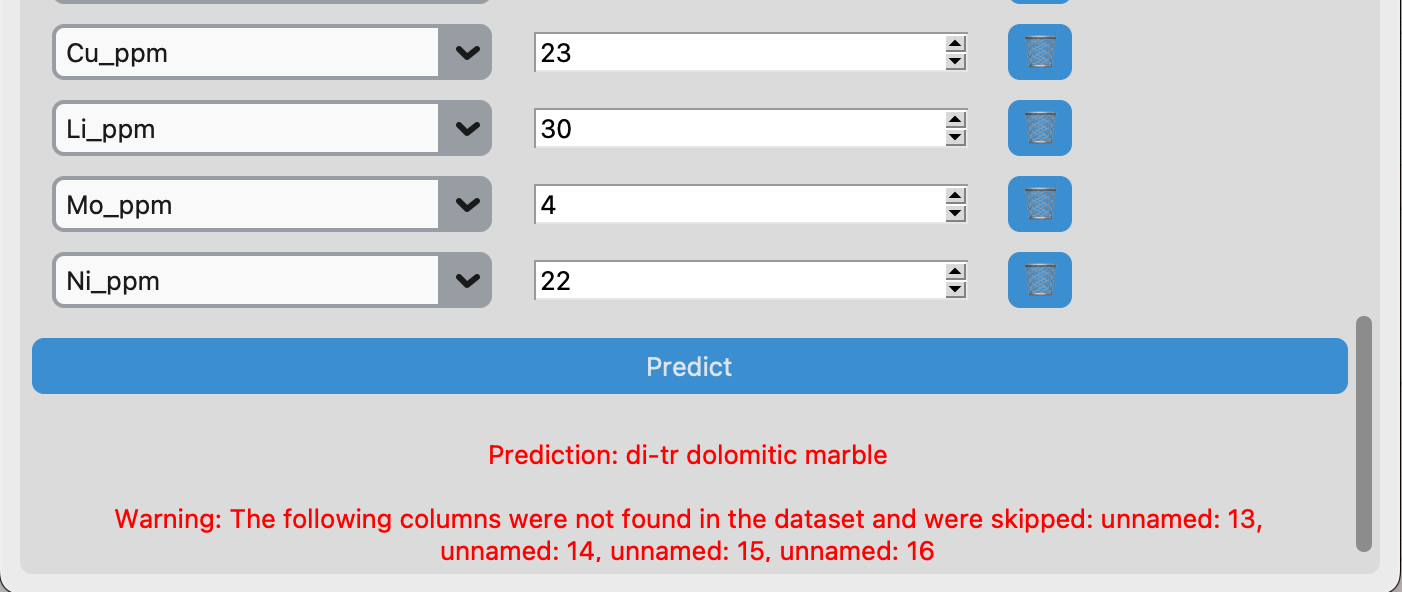 Cu_ppm 23
Li_ppm 30
Mo_ppm 4
Ni_ppm 22
Predict
Prediction: di-tr dolomitic marble
Warning: The following columns were not found in the dataset and were skipped: unnamed: 13,
unnamed: 14, unnamed: 15, unnamed: 16